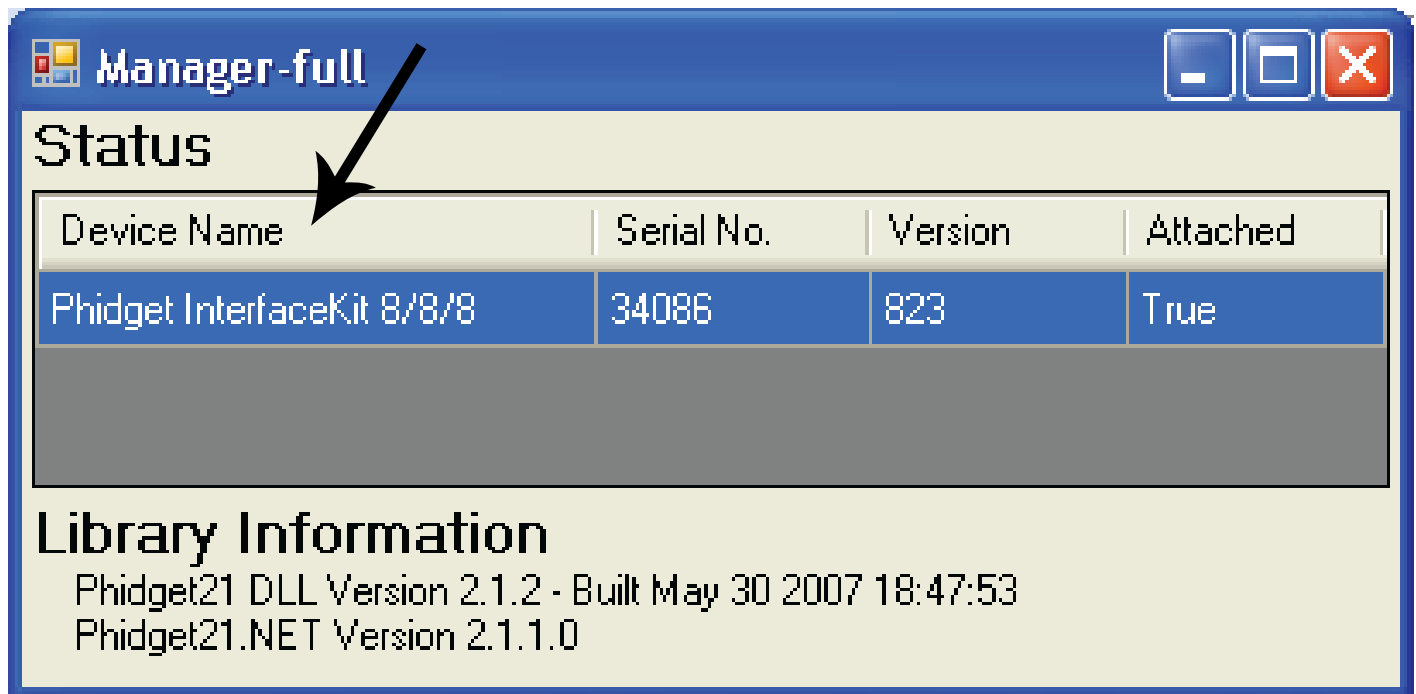 Manager-full
Status
Device Name Serial No. Version Attached
Phidget InterfaceKit 8/8/8 34086 823 True
Library Information
Phidget21 DLL Version 2.1.2 - Built May 30 2007 18:47:53
Phidget21.NET Version 2.1.1.0